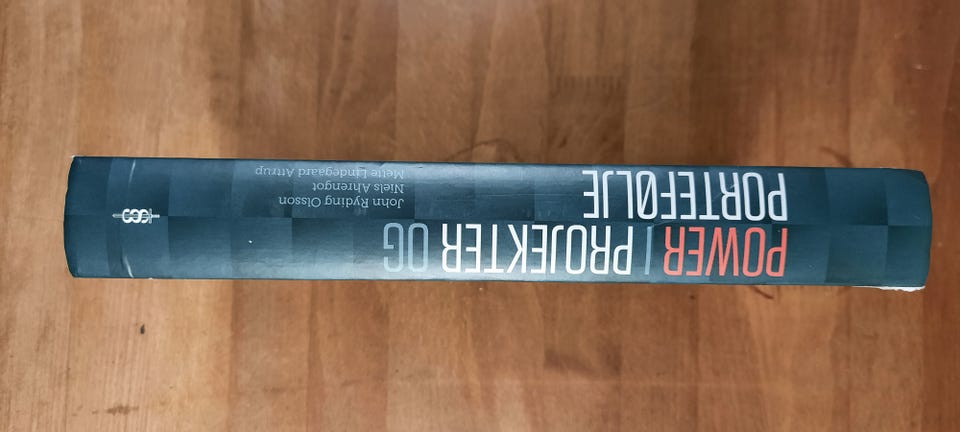 POWER I PROJEKTER OG
PORTEFØLJE
John Ryding Olsson
Niels Ahrengot
Mette Lindegaard Attrup